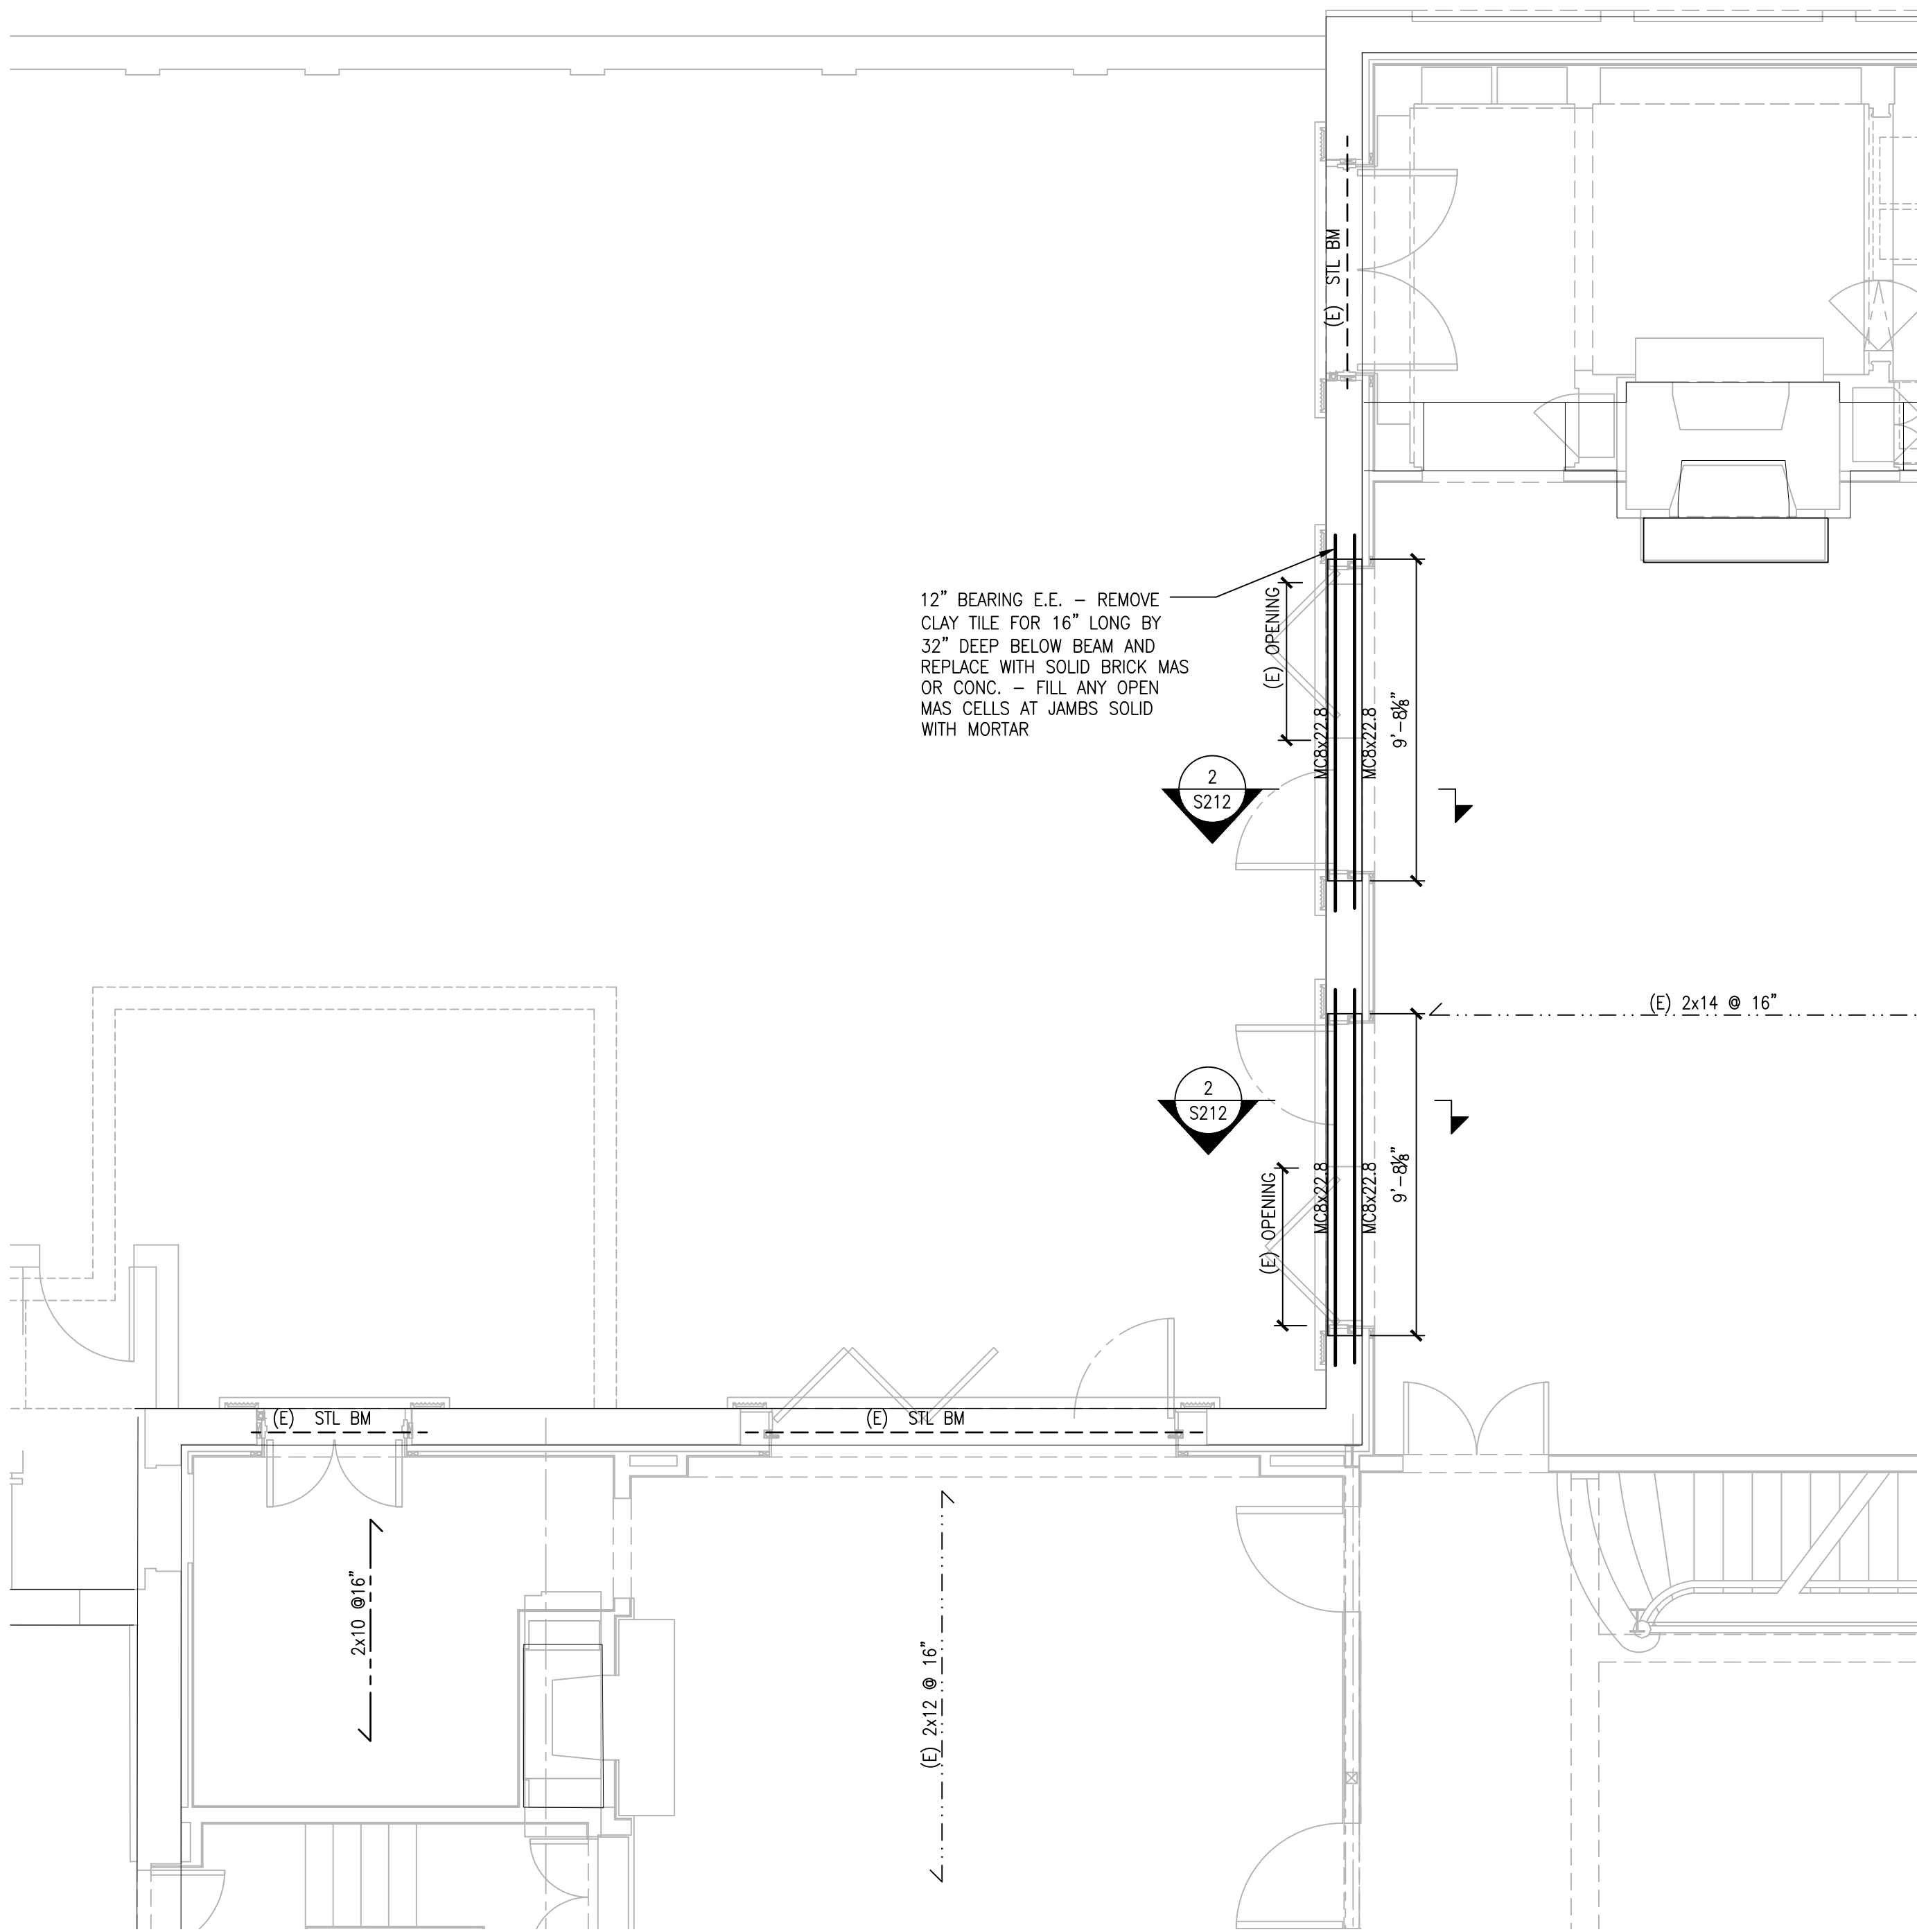 (E) STL BM
12" BEARING E.E. – REMOVE
CLAY TILE FOR 16" LONG BY
32" DEEP BELOW BEAM AND
REPLACE WITH SOLID BRICK MAS
OR CONC. – FILL ANY OPEN
MAS CELLS AT JAMBS SOLID
WITH MORTAR
(E) OPENING
MC8x22.8
MC8x22.8
9'-8⅛"
2
S212
(E) 2x14 @ 16"
2
S212
(E) OPENING
MC8x22.8
MC8x22.8
9'-8⅛"
(E) STL BM
(E) STL BM
2x10 @16"
(E) 2x12 @ 16"